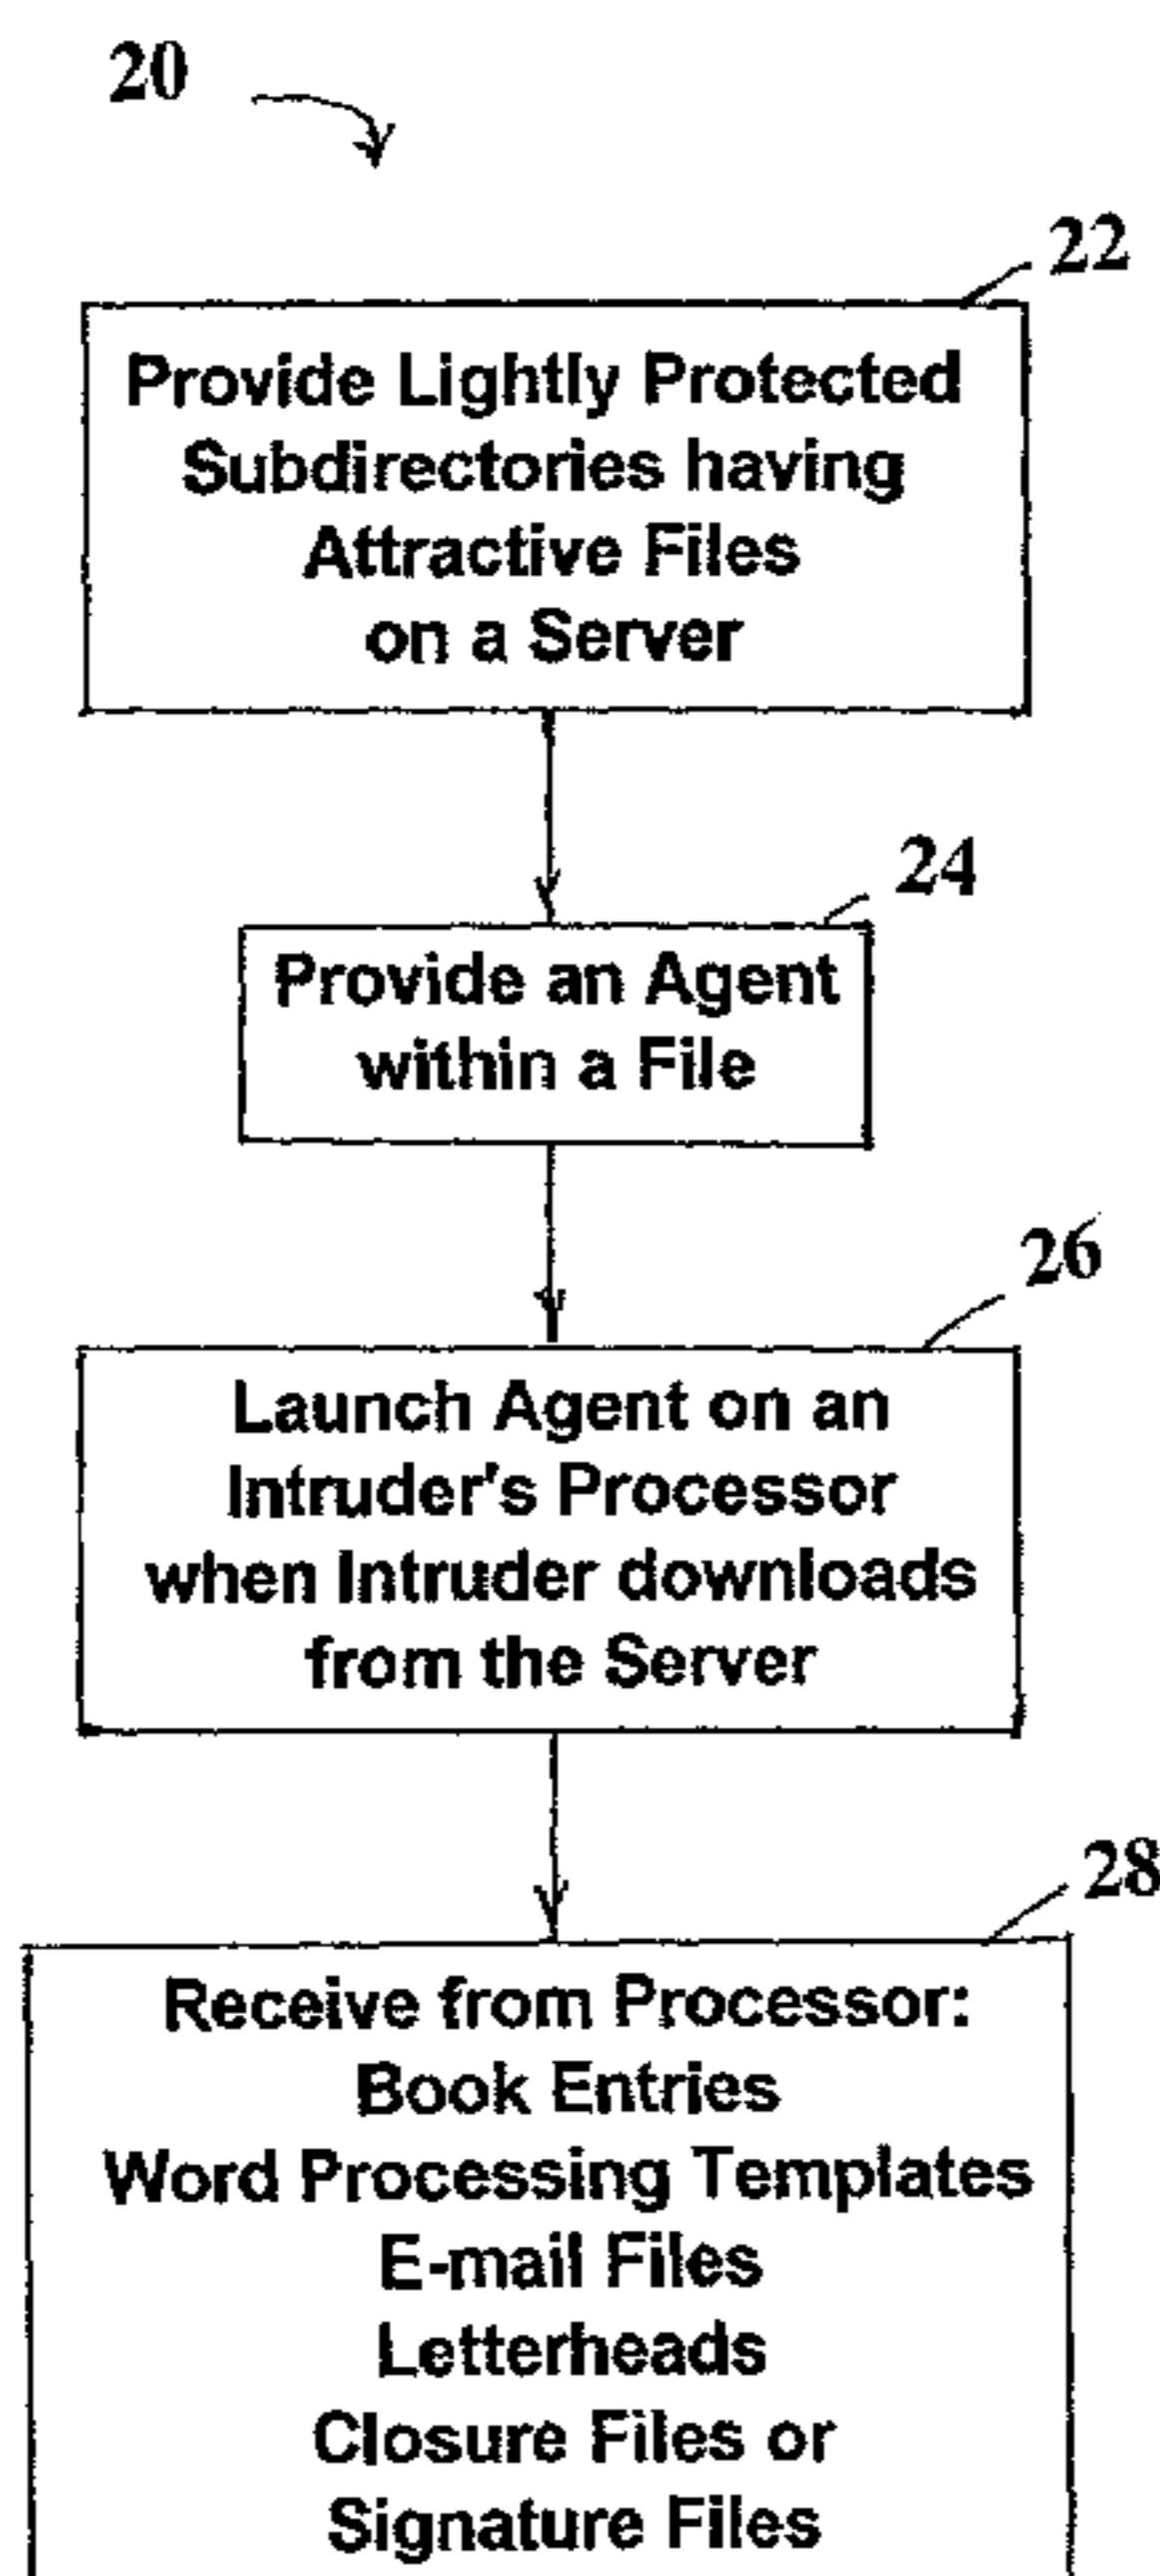 20
22
Provide Lightly Protected
Subdirectories having
Attractive Files
on a Server
24
Provide an Agent
within a File
26
Launch Agent on an
Intruder's Processor
when Intruder downloads
from the Server
28
Receive from Processor:
Book Entries
Word Processing Templates
E-mail Files
Letterheads
Closure Files or
Signature Files